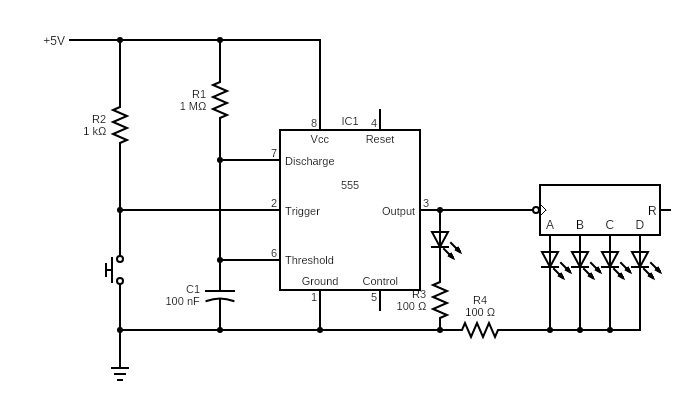 +5V
R1
1 MΩ
R2
1 kΩ
8
IC1
4
Vcc
Reset
7
Discharge
555
2
Trigger
Output
3
R
A
B
C
D
6
Threshold
Ground
Control
C1
100 nF
1
5
R3
100 Ω
R4
100 Ω